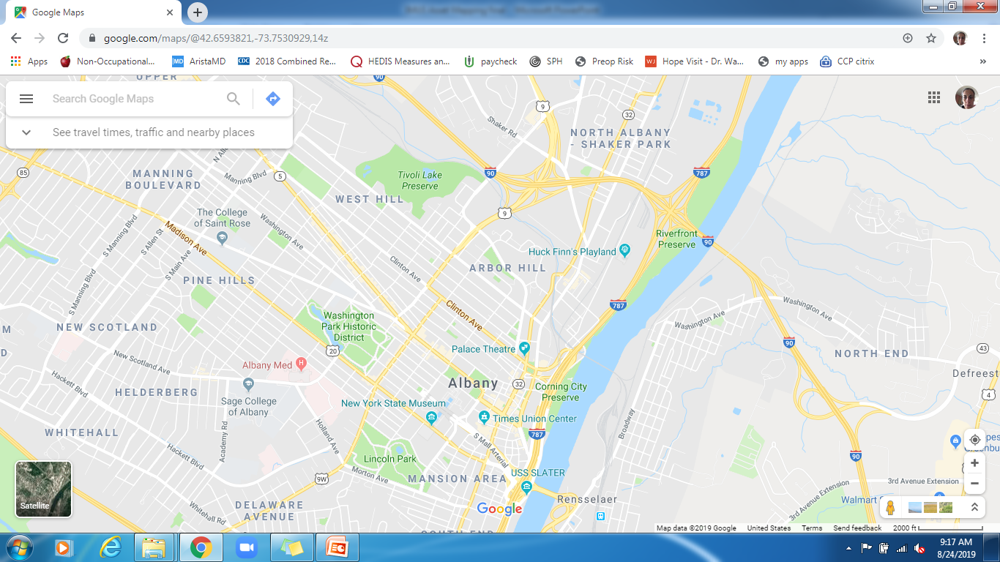 Google Maps
google.com/maps/@42.6593821,-73.7530929,14z
Apps
Non-Occupational...
AristaMD
2018 Combined Re...
HEDIS Measures an...
paycheck
SPH
Preop Risk
Hope Visit - Dr. Wa...
my apps
CCP citrix
UPPER
Search Google Maps
See travel times, traffic and nearby places
90
9
32
Shaker Rd
NORTH ALBANY
- SHAKER PARK
N Al
85
MANNING
BOULEVARD
Manning Blvd
5
Tivoli Lake
Preserve
90
787
WEST HILL
The College
of Saint Rose
Washington Ave
9
Madison Ave
S Manning Blvd
S Allen St
S Main Ave
Riverfront
Preserve
90
Huck Finn's Playland
ARBOR HILL
Clinton Ave
PINE HILLS
S Manning Blvd
Clinton Ave
787
Washington Ave
Washington Ave
Washington
Park Historic
District
M
NEW SCOTLAND
D
20
Palace Theatre
90
NORTH END
43
New Scotland Ave
Albany Med
H
Hackett Blvd
Albany
32
Corning City
Preserve
Defreest
4
HELDERBERG
Sage College
of Albany
New York State Museum
Times Union Center
787
Broadway
WHITEHALL
Academy Rd
Holland Ave
S Mall Arterial
Hackett Blvd
Lincoln Park
90
Morton Ave
USS SLATER
MANSION AREA
9W
3rd Avenue Extension
3rd Avenue Extension
Satellite
DELAWARE
AVENUE
Whitehall Rd
Google
Rensselaer
Walmart
SOUTH END
Map data ©2019 Google
United States
Terms
Send feedback
2000 ft
9:17 AM
8/24/2019